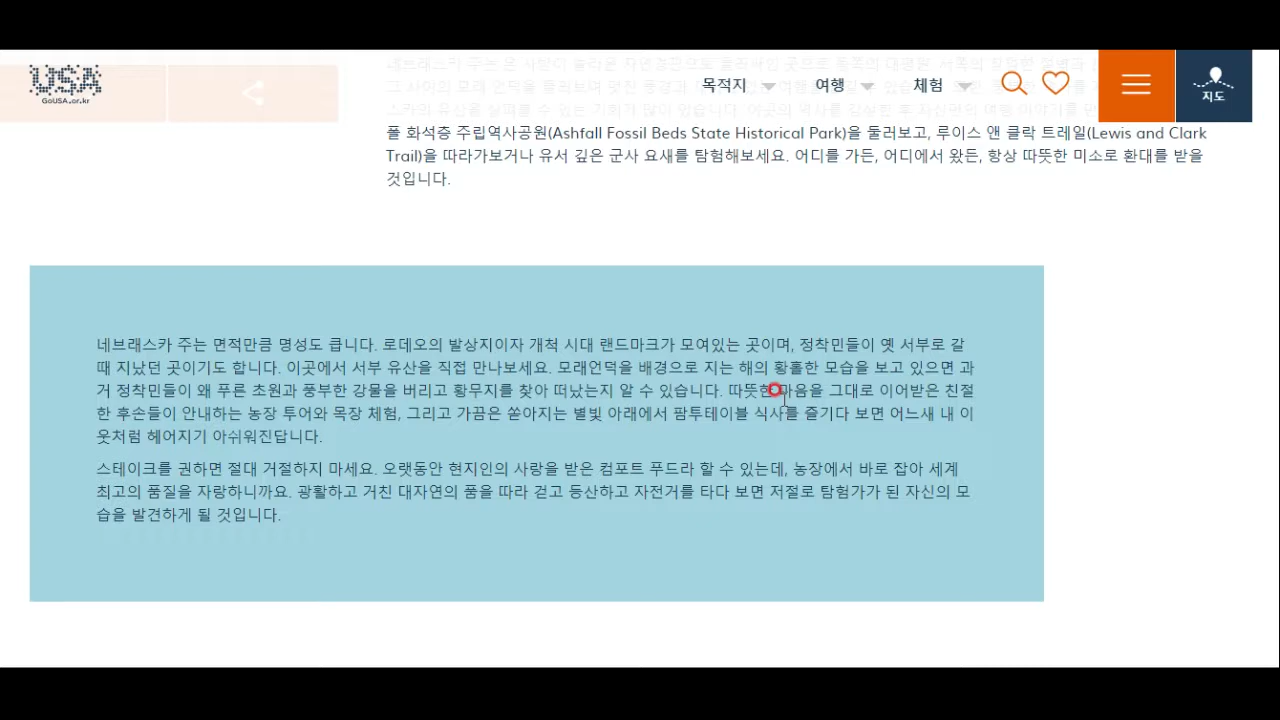 USA
GoUSA.or.kr
목적지
여행
체험
지도
폴 화석층 주립역사공원(Ashfall Fossil Beds State Historical Park)을 둘러보고, 루이스 앤 클락 트레일(Lewis and Clark
Trail)을 따라가보거나 유서 깊은 군사 요새를 탐험해보세요. 어디를 가든, 어디에서 왔든, 항상 따뜻한 미소로 환대를 받을
것입니다.
네브래스카 주는 면적만큼 명성도 큽니다. 로데오의 발상지이자 개척 시대 랜드마크가 모여있는 곳이며, 정착민들이 옛 서부로 갈
때 지났던 곳이기도 합니다. 이곳에서 서부 유산을 직접 만나보세요. 모래언덕을 배경으로 지는 해의 황홀한 모습을 보고 있으면 과
거 정착민들이 왜 푸른 초원과 풍부한 강물을 버리고 황무지를 찾아 떠났는지 알 수 있습니다. 따뜻한 마음을 그대로 이어받은 친절
한 후손들이 안내하는 농장 투어와 목장 체험, 그리고 가끔은 쏟아지는 별빛 아래에서 팜투테이블 식사를 즐기다 보면 어느새 내 이
웃처럼 헤어지기 아쉬워진답니다.
스테이크를 권하면 절대 거절하지 마세요. 오랫동안 현지인의 사랑을 받은 컴포트 푸드라 할 수 있는데, 농장에서 바로 잡아 세계
최고의 품질을 자랑하니까요. 광활하고 거친 대자연의 품을 따라 걷고 등산하고 자전거를 타다 보면 저절로 탐험가가 된 자신의 모
습을 발견하게 될 것입니다.